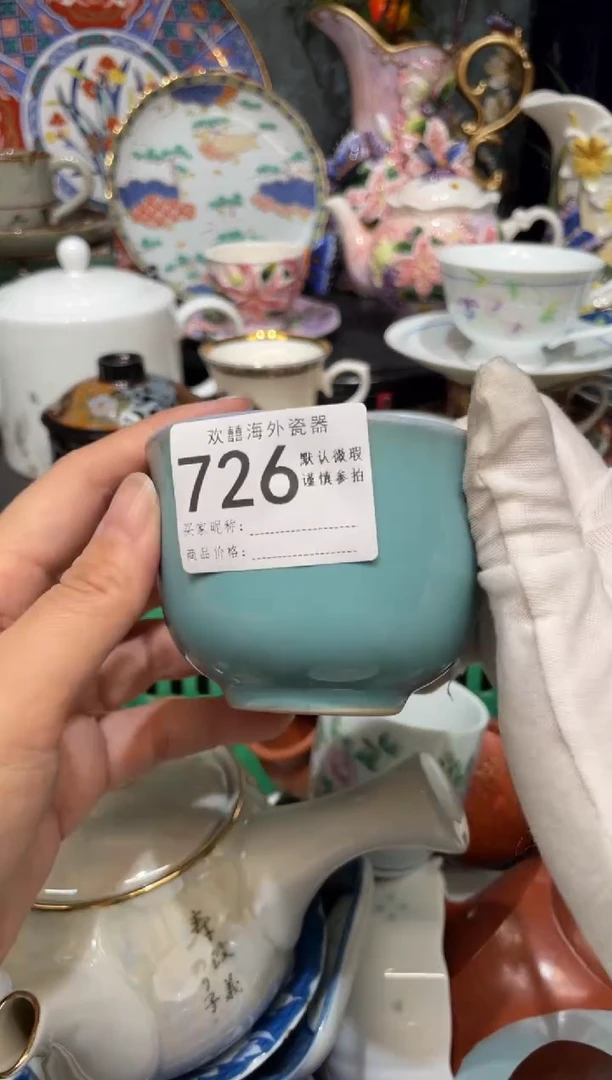 欢囍海外瓷器
726
默认微瑕
谨慎参拍
买家昵称:
商品价格: